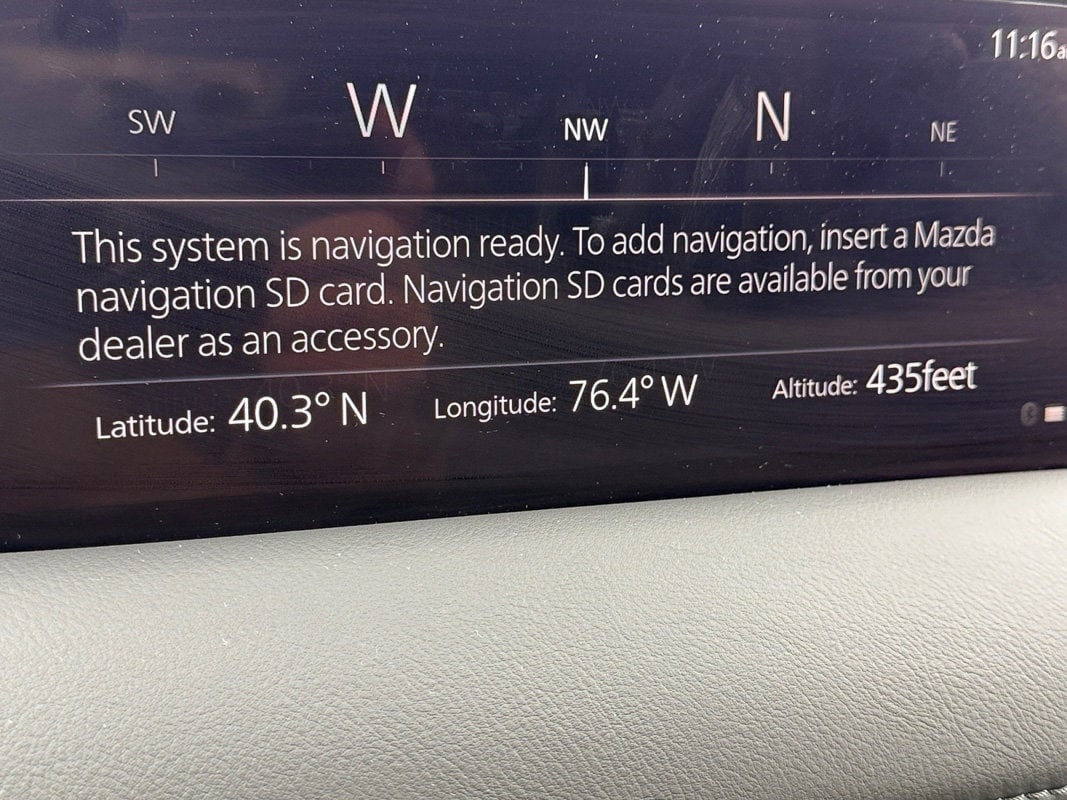 11:16a
SW W NW N NE
This system is navigation ready. To add navigation, insert a Mazda
navigation SD card. Navigation SD cards are available from your
dealer as an accessory.
Latitude: 40.3° N Longitude: 76.4° W Altitude: 435feet